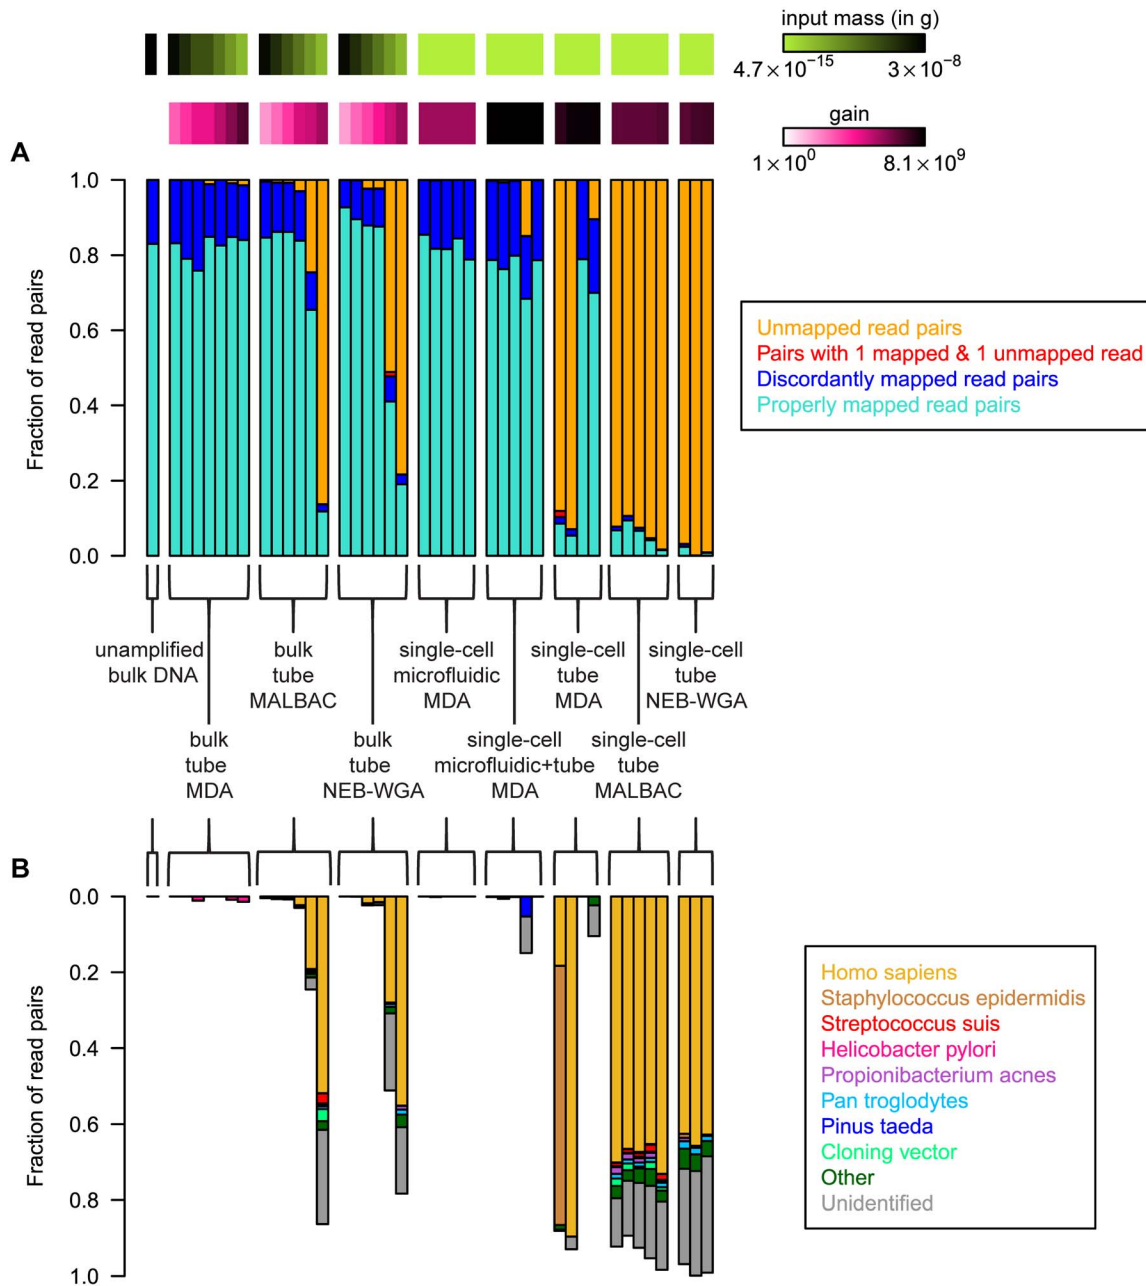 input mass (in g)
4.7×10⁻¹⁵ 3×10⁻⁸
gain
1×10⁰ 8.1×10⁹
A
Fraction of read pairs
1.0
0.8
0.6
0.4
0.2
0.0
Unmapped read pairs
Pairs with 1 mapped & 1 unmapped read
Discordantly mapped read pairs
Properly mapped read pairs
unamplified
bulk DNA
bulk
tube
MALBAC
single-cell
microfluidic
MDA
single-cell
tube
MDA
single-cell
tube
NEB-WGA
bulk
tube
MDA
bulk
tube
NEB-WGA
single-cell
microfluidic+tube
MDA
single-cell
tube
MALBAC
B
Fraction of read pairs
0.0
0.2
0.4
0.6
0.8
1.0
Homo sapiens
Staphylococcus epidermidis
Streptococcus suis
Helicobacter pylori
Propionibacterium acnes
Pan troglodytes
Pinus taeda
Cloning vector
Other
Unidentified